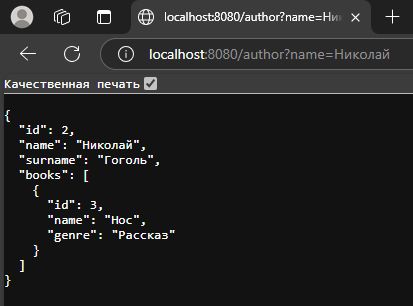 localhost:8080/author?name=Ник
localhost:8080/author?name=Николай
Качественная печать
{
  "id": 2,
  "name": "Николай",
  "surname": "Гоголь",
  "books": [
    {
      "id": 3,
      "name": "Нос",
      "genre": "Рассказ"
    }
  ]
}